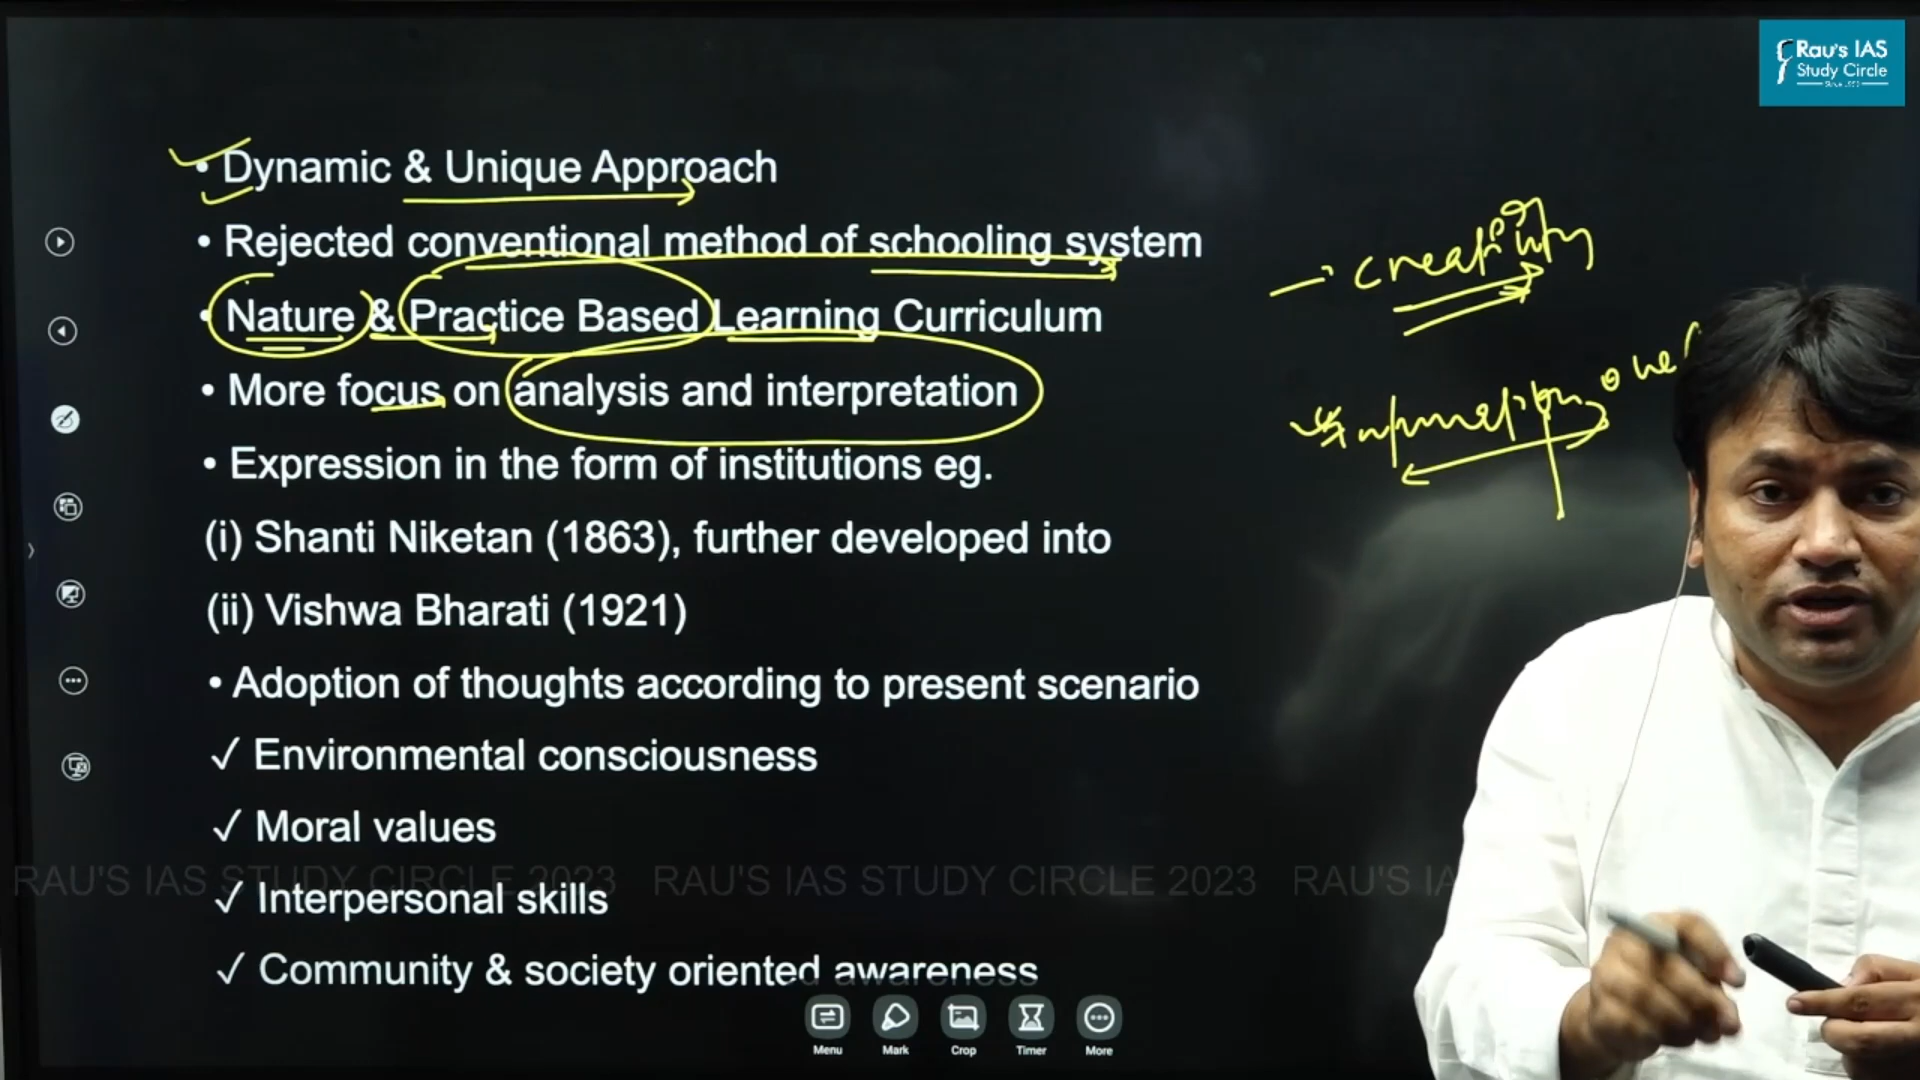 Rau's IAS
Study Circle
• Dynamic & Unique Approach
• Rejected conventional method of schooling system
• Nature & Practice Based Learning Curriculum
• More focus on analysis and interpretation
• Expression in the form of institutions eg.
(i) Shanti Niketan (1863), further developed into
(ii) Vishwa Bharati (1921)
• Adoption of thoughts according to present scenario
✓ Environmental consciousness
✓ Moral values
✓ Interpersonal skills
✓ Community & society oriented awareness
creativity
information
RAU'S IAS STUDY CIRCLE 2023 RAU'S IAS STUDY CIRCLE 2023 RAU'S IA
Menu Mark Crop Timer More